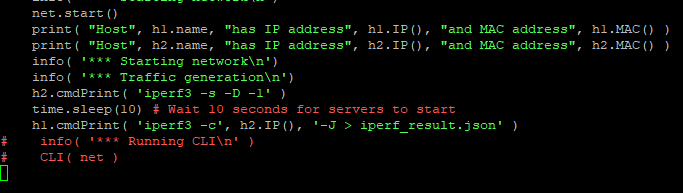 net.start()
print( "Host", h1.name, "has IP address", h1.IP(), "and MAC address", h1.MAC() )
print( "Host", h2.name, "has IP address", h2.IP(), "and MAC address", h2.MAC() )
info( '*** Starting network\n')
info( '*** Traffic generation\n')
h2.cmdPrint( 'iperf3 -s -D -1' )
time.sleep(10) # Wait 10 seconds for servers to start
h1.cmdPrint( 'iperf3 -c', h2.IP(), '-J > iperf_result.json' )
# info( '*** Running CLI\n' )
# CLI( net )